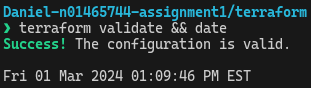 Daniel-n01465744-assignment1/terraform
❯ terraform validate && date
Success! The configuration is valid.
Fri 01 Mar 2024 01:09:46 PM EST